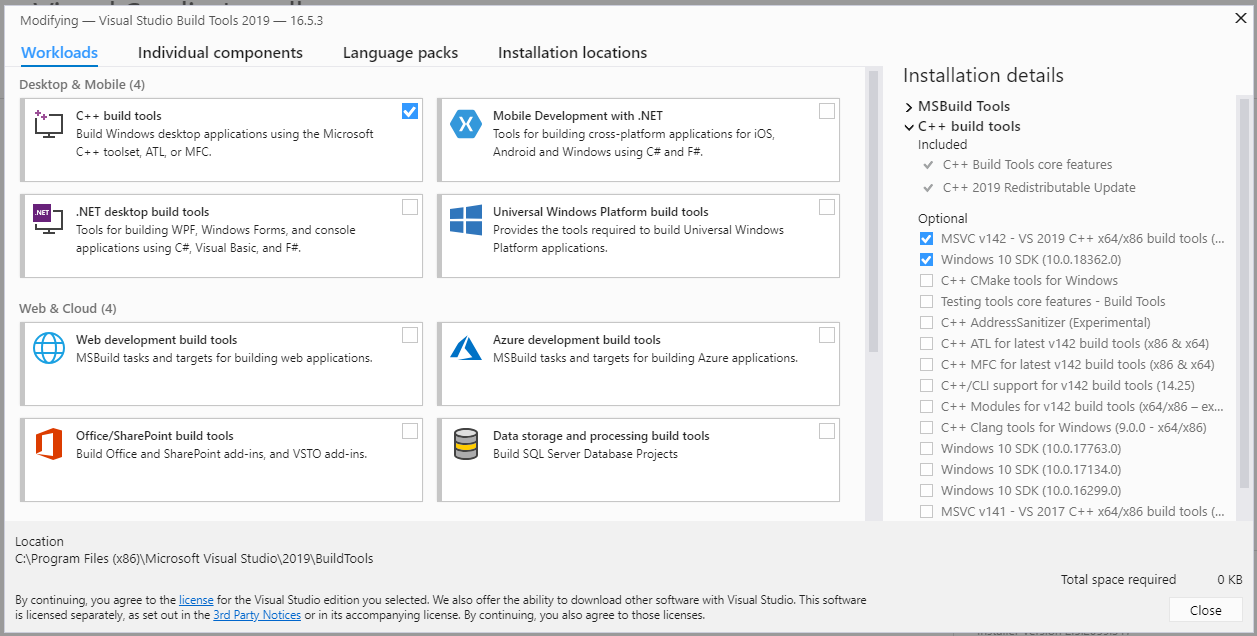 Modifying — Visual Studio Build Tools 2019 — 16.5.3
Workloads
Individual components
Language packs
Installation locations
Desktop & Mobile (4)
C++ build tools
Build Windows desktop applications using the Microsoft
C++ toolset, ATL, or MFC.
Mobile Development with .NET
Tools for building cross-platform applications for iOS,
Android and Windows using C# and F#.
.NET
.NET desktop build tools
Tools for building WPF, Windows Forms, and console
applications using C#, Visual Basic, and F#.
Universal Windows Platform build tools
Provides the tools required to build Universal Windows
Platform applications.
Web & Cloud (4)
Web development build tools
MSBuild tasks and targets for building web applications.
Azure development build tools
MSBuild tasks and targets for building Azure applications.
Office/SharePoint build tools
Build Office and SharePoint add-ins, and VSTO add-ins.
Data storage and processing build tools
Build SQL Server Database Projects
Installation details
MSBuild Tools
C++ build tools
Included
C++ Build Tools core features
C++ 2019 Redistributable Update
Optional
MSVC v142 - VS 2019 C++ x64/x86 build tools (...
Windows 10 SDK (10.0.18362.0)
C++ CMake tools for Windows
Testing tools core features - Build Tools
C++ AddressSanitizer (Experimental)
C++ ATL for latest v142 build tools (x86 & x64)
C++ MFC for latest v142 build tools (x86 & x64)
C++/CLI support for v142 build tools (14.25)
C++ Modules for v142 build tools (x64/x86 – ex...
C++ Clang tools for Windows (9.0.0 - x64/x86)
Windows 10 SDK (10.0.17763.0)
Windows 10 SDK (10.0.17134.0)
Windows 10 SDK (10.0.16299.0)
MSVC v141 - VS 2017 C++ x64/x86 build tools (...
Location
C:\Program Files (x86)\Microsoft Visual Studio\2019\BuildTools
Total space required 0 KB
By continuing, you agree to the license for the Visual Studio edition you selected. We also offer the ability to download other software with Visual Studio. This software
is licensed separately, as set out in the 3rd Party Notices or in its accompanying license. By continuing, you also agree to those licenses.
Close